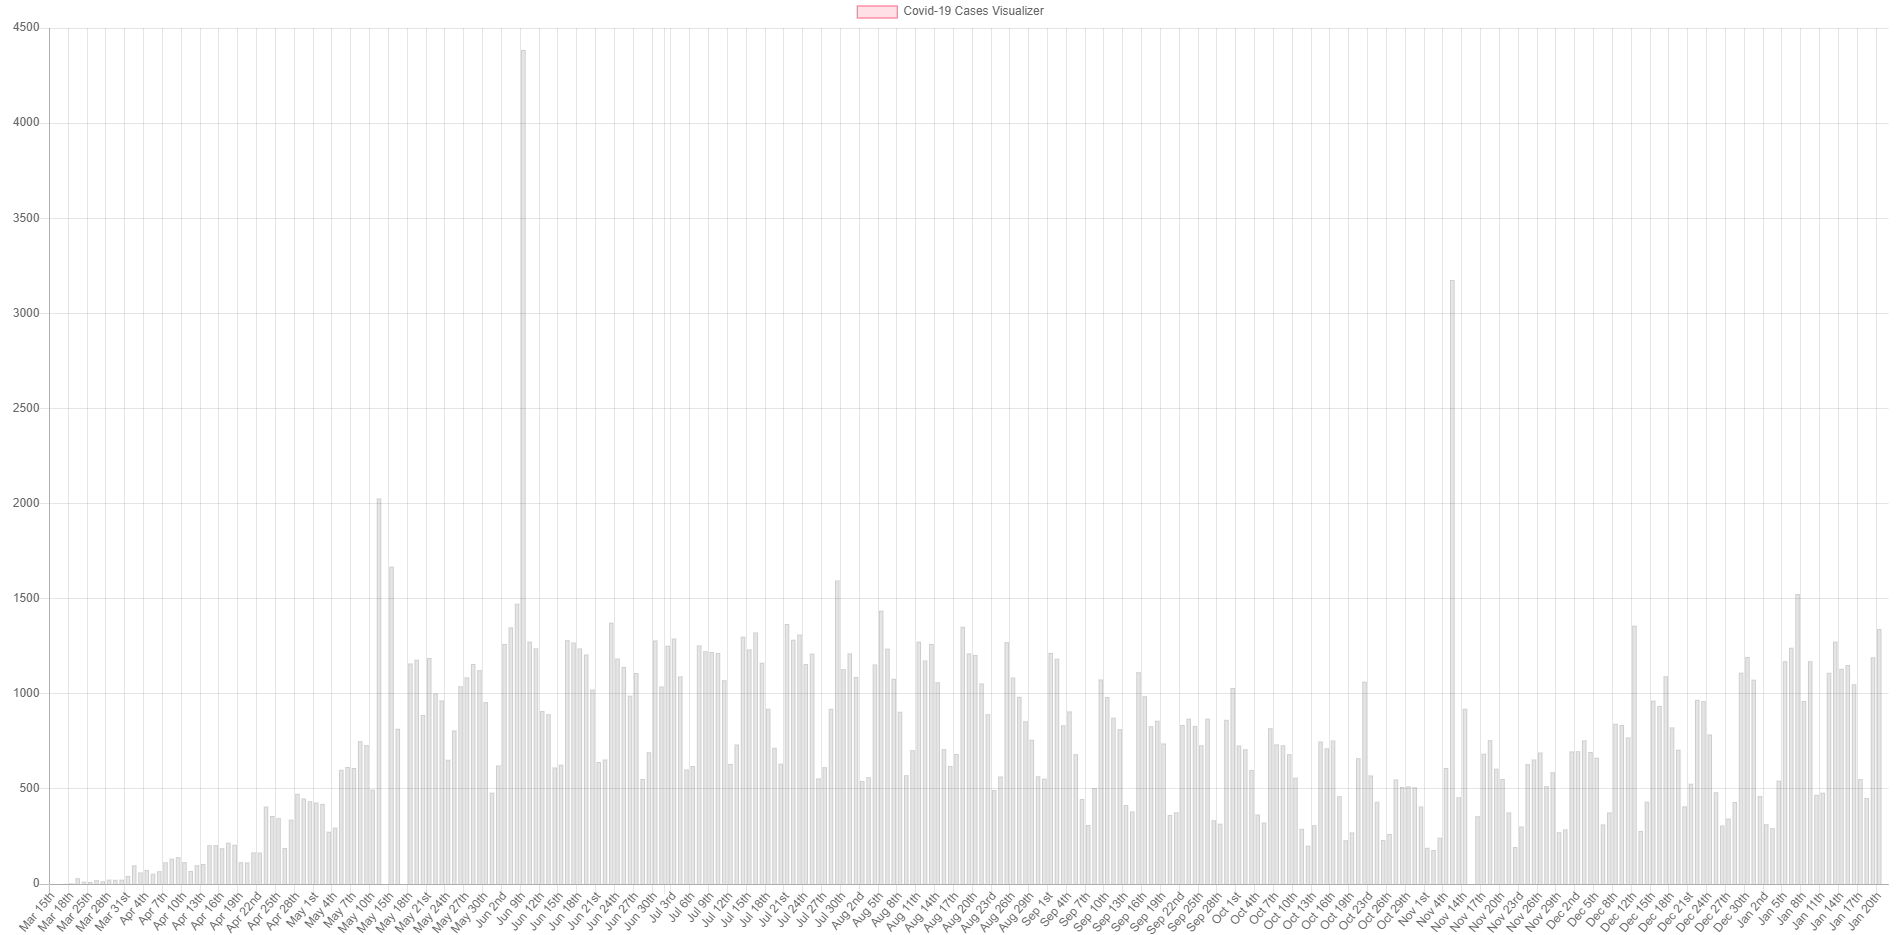 Covid-19 Cases Visualizer
4500
4000
3500
3000
2500
2000
1500
1000
500
0
Mar 15th
Mar 18th
Mar 25th
Mar 28th
Mar 31st
Apr 4th
Apr 7th
Apr 10th
Apr 13th
Apr 16th
Apr 19th
Apr 22nd
Apr 25th
Apr 28th
May 1st
May 4th
May 7th
May 10th
May 15th
May 18th
May 21st
May 24th
May 27th
May 30th
Jun 2nd
Jun 9th
Jun 12th
Jun 15th
Jun 18th
Jun 21st
Jun 24th
Jun 27th
Jun 30th
Jul 3rd
Jul 6th
Jul 9th
Jul 12th
Jul 15th
Jul 18th
Jul 21st
Jul 24th
Jul 27th
Jul 30th
Aug 2nd
Aug 5th
Aug 8th
Aug 11th
Aug 14th
Aug 17th
Aug 20th
Aug 23rd
Aug 26th
Aug 29th
Sep 1st
Sep 4th
Sep 7th
Sep 10th
Sep 13th
Sep 16th
Sep 19th
Sep 22nd
Sep 25th
Sep 28th
Oct 1st
Oct 4th
Oct 7th
Oct 10th
Oct 13th
Oct 16th
Oct 19th
Oct 23rd
Oct 26th
Oct 29th
Nov 1st
Nov 4th
Nov 14th
Nov 17th
Nov 20th
Nov 23rd
Nov 26th
Nov 29th
Dec 2nd
Dec 5th
Dec 8th
Dec 12th
Dec 15th
Dec 18th
Dec 21st
Dec 24th
Dec 27th
Dec 30th
Jan 2nd
Jan 5th
Jan 8th
Jan 11th
Jan 14th
Jan 17th
Jan 20th